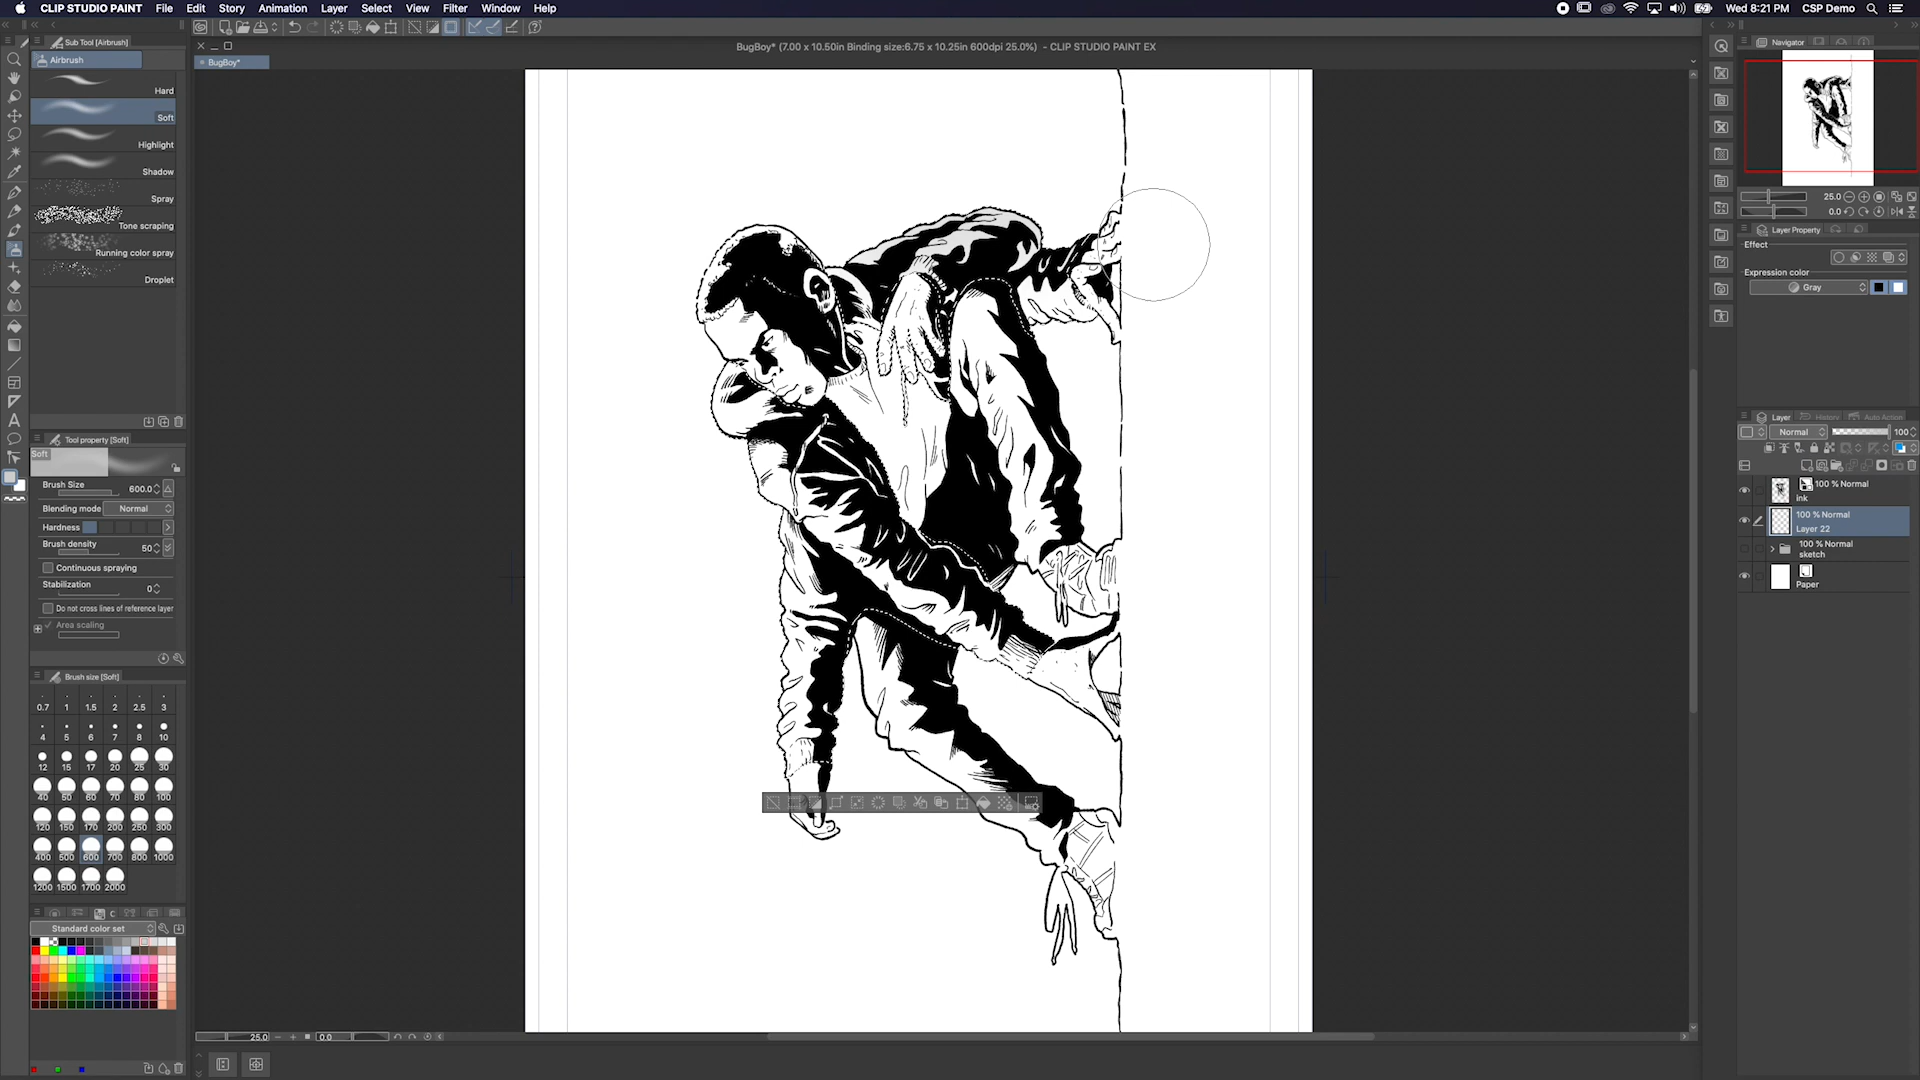 CLIP STUDIO PAINT File Edit Story Animation Layer Select View Filter Window Help
Wed 8:21 PM CSP Demo
BugBoy* (7.00 x 10.50in Binding size:6.75 x 10.25in 600dpi 25.0%) - CLIP STUDIO PAINT EX
BugBoy*
Sub Tool [Airbrush]
Airbrush
Hard
Soft
Highlight
Shadow
Spray
Tone scraping
Running color spray
Droplet
Tool property [Soft]
Soft
Brush Size 600.0
Blending mode Normal
Hardness
Brush density 50
Continuous spraying
Stabilization 0
Do not cross lines of reference layer
Area scaling
Brush size [Soft]
0.7 1 1.5 2 2.5 3
4 5 6 7 8 10
12 15 17 20 25 30
40 50 60 70 80 100
120 150 170 200 250 300
400 500 600 700 800 1000
1200 1500 1700 2000
C
Standard color set
25.0 0.0
Navigator
25.0
0.0
Layer Property
Effect
Expression color
Gray
Layer History Auto Action
Normal 100
100 % Normal
ink
100 % Normal
Layer 22
100 % Normal
sketch
100 % Normal
Paper